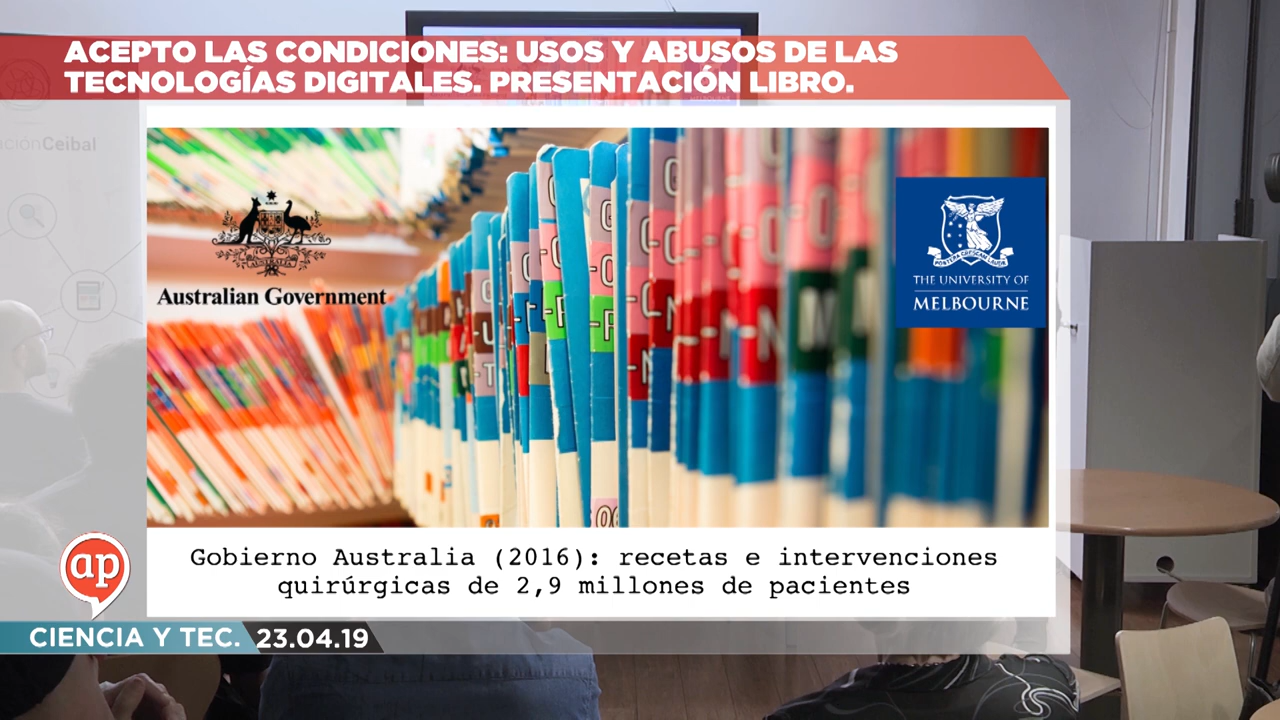 ACEPTO LAS CONDICIONES: USOS Y ABUSOS DE LAS
TECNOLOGÍAS DIGITALES. PRESENTACIÓN LIBRO.
Ceibal
Australian Government
THE UNIVERSITY OF
MELBOURNE
Gobierno Australia (2016): recetas e intervenciones
quirúrgicas de 2,9 millones de pacientes
ap
CIENCIA Y TEC. 23.04.19